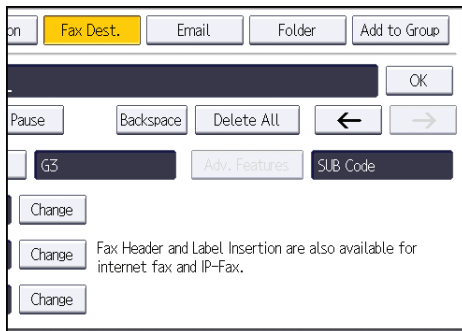 on Fax Dest. Email Folder Add to Group
OK
Pause Backspace Delete All ← →
G3 Adv. Features SUB Code
Change
Change Fax Header and Label Insertion are also available for
internet fax and IP-Fax.
Change